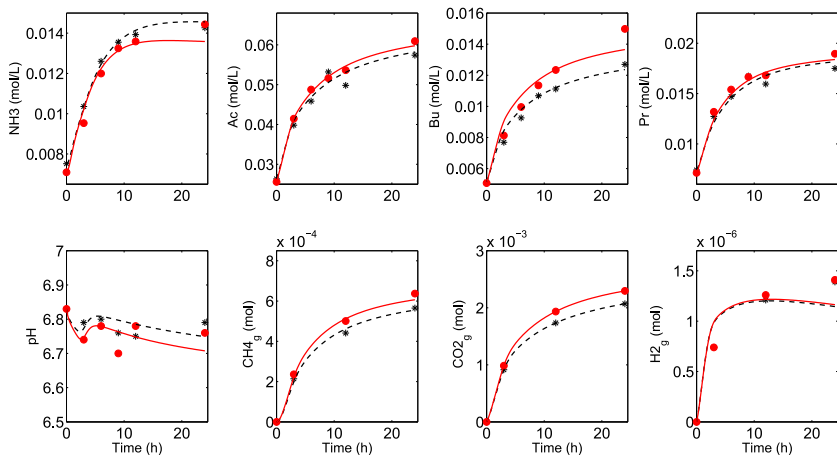 NH3 (mol/L)
0.014
0.012
0.01
0.008
0 10 20
Ac (mol/L)
0.06
0.05
0.04
0.03
0 10 20
Bu (mol/L)
0.016
0.014
0.012
0.01
0.008
0.006
0 10 20
Pr (mol/L)
0.02
0.015
0.01
0 10 20
pH
7
6.9
6.8
6.7
6.6
6.5
0 10 20
Time (h)
CH4g (mol)
x 10-4
8
6
4
2
0
0 10 20
Time (h)
CO2g (mol)
x 10-3
3
2
1
0
0 10 20
Time (h)
H2g (mol)
x 10-6
1.5
1
0.5
0
0 10 20
Time (h)